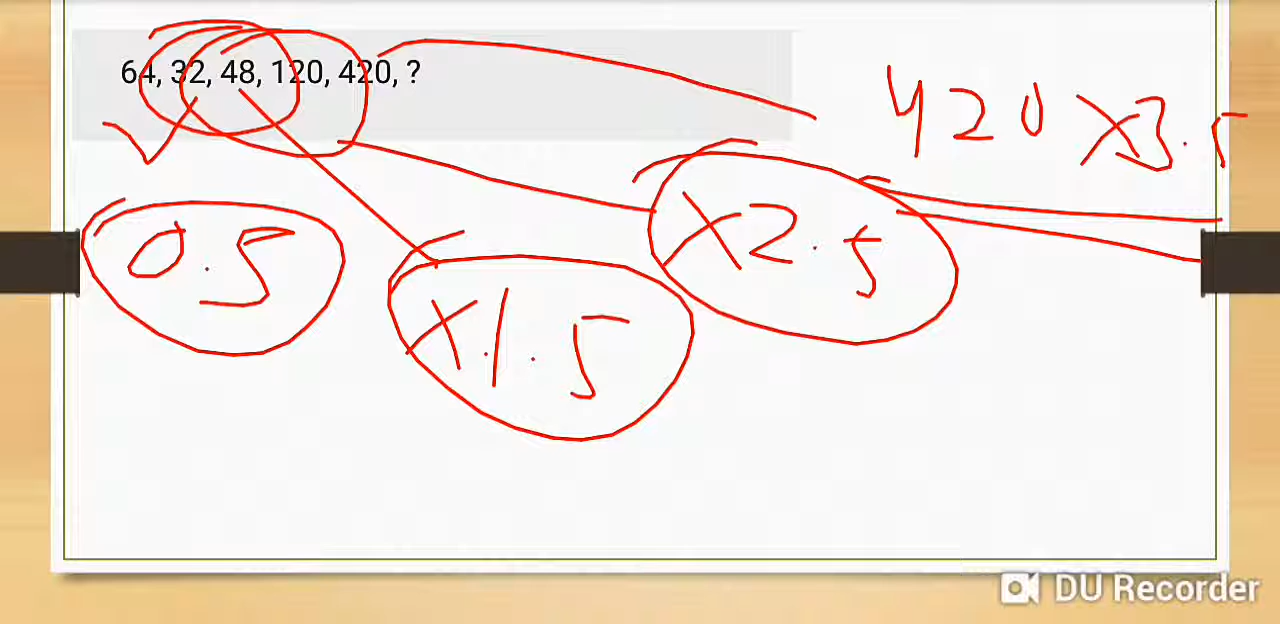 64, 32, 48, 120, 420, ?
420 x3.5
0.5
x1.5
x2.5
DU Recorder